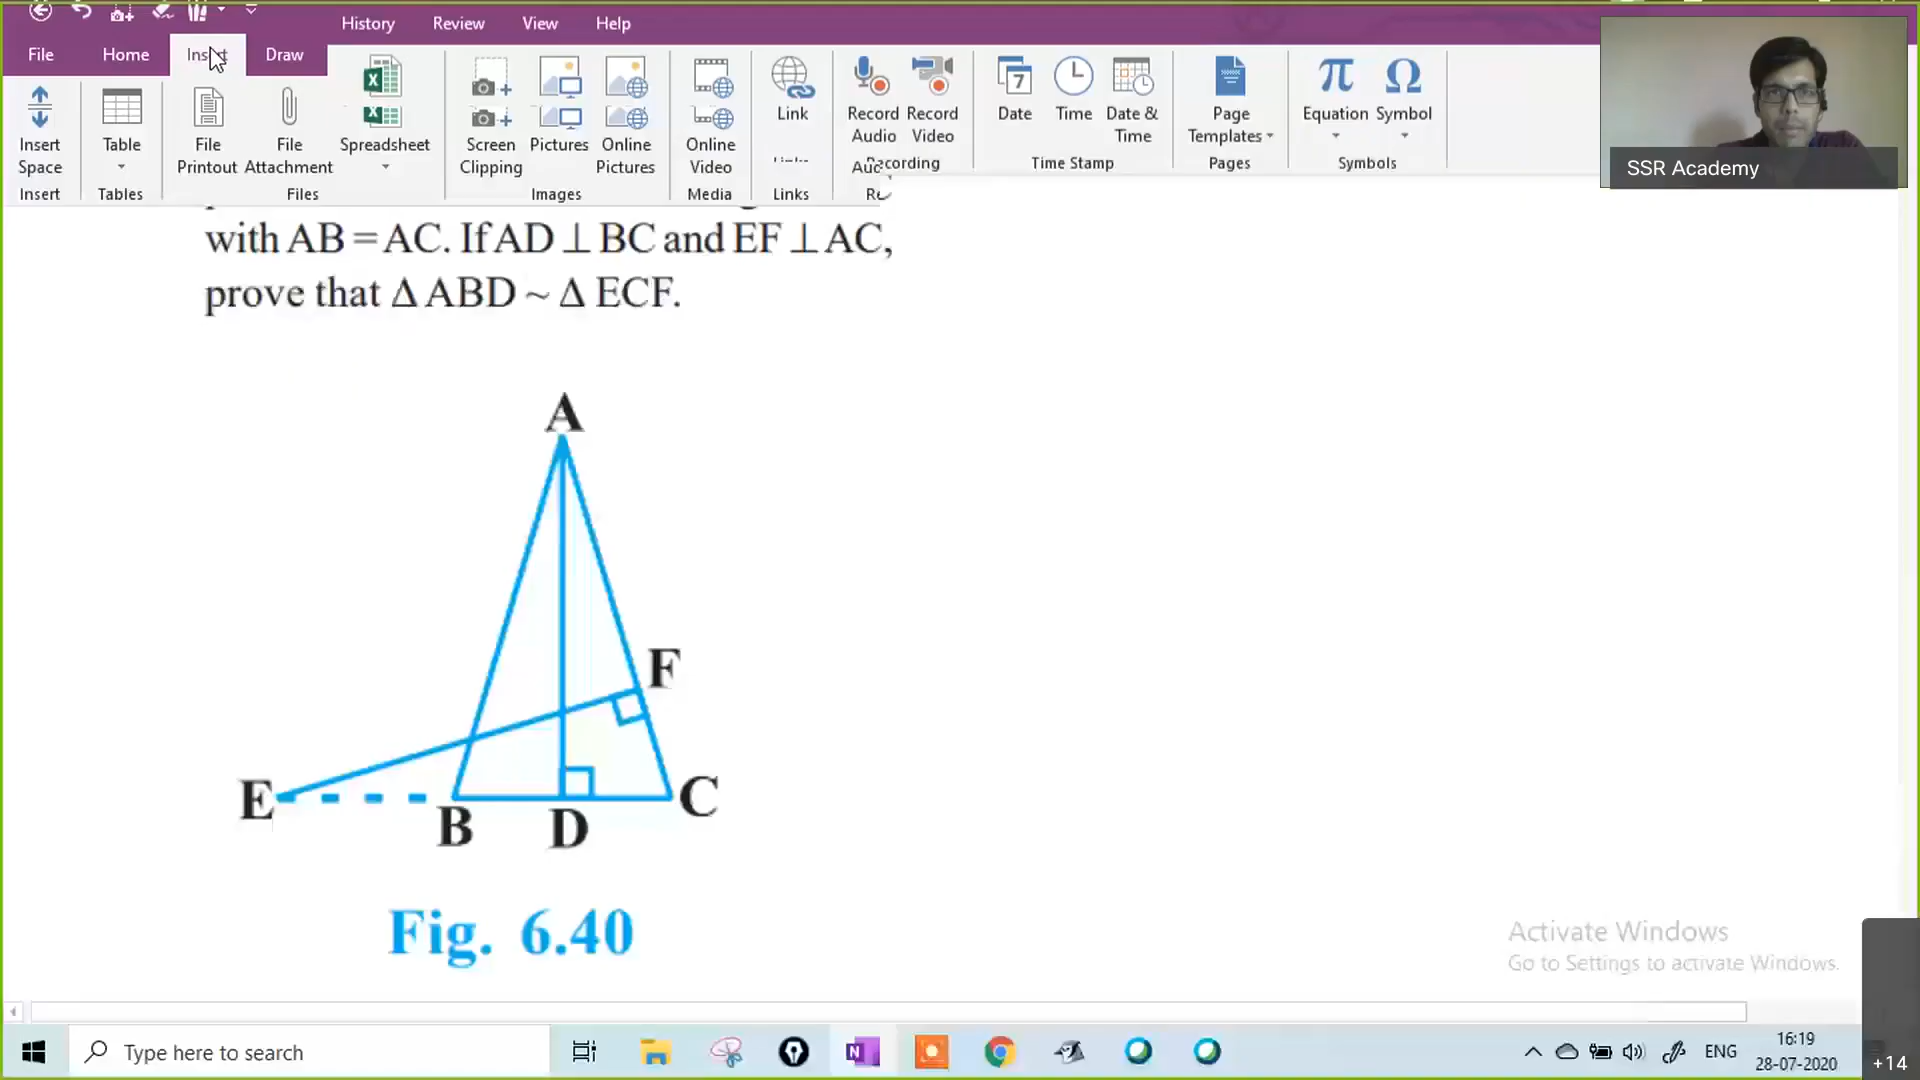 History Review View Help
File Home Insert Draw
Insert Space
Table
File Printout
File Attachment
Spreadsheet
Screen Clipping
Pictures
Online Pictures
Online Video
Link
Record Audio
Record Video
Date
Time
Date & Time
Page Templates
Equation
Symbol
Insert
Tables
Files
Images
Media
Links
Recording
Time Stamp
Pages
Symbols
SSR Academy
with AB = AC. If AD ⊥ BC and EF ⊥ AC,
prove that Δ ABD ~ Δ ECF.
A
F
E
B
D
C
Fig. 6.40
Activate Windows
Go to Settings to activate Windows.
Type here to search
ENG
16:19
28-07-2020
+14